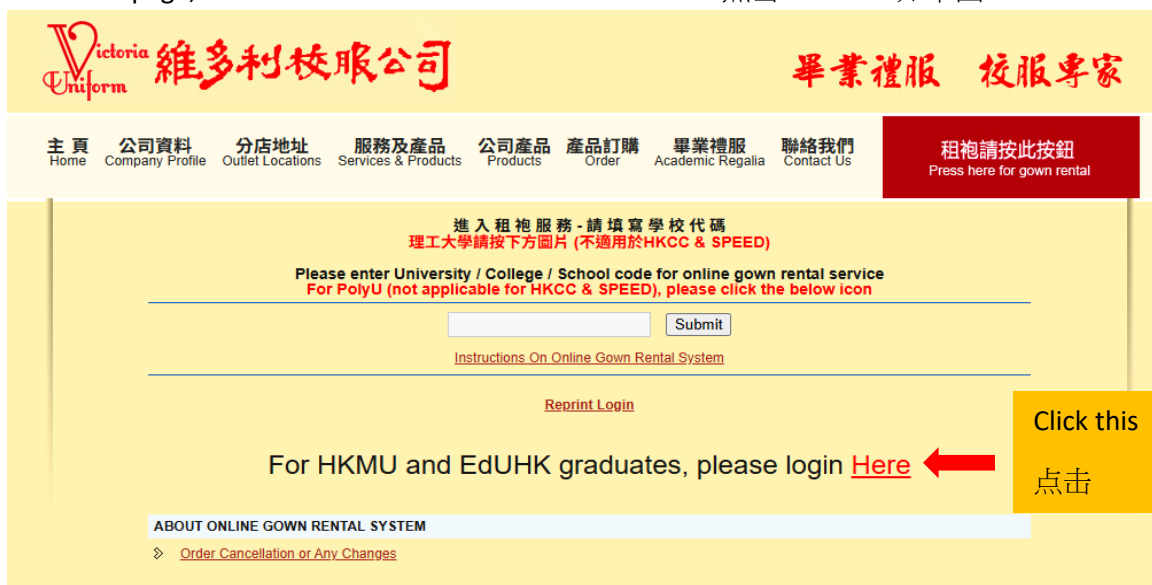 Victoria Uniform 維多利校服公司 畢業禮服 校服專家
主 頁 公司資料 分店地址 服務及產品 公司產品 產品訂購 畢業禮服 聯絡我們 租袍請按此按鈕
Home Company Profile Outlet Locations Services & Products Products Order Academic Regalia Contact Us Press here for gown rental
進 入 租 袍 服 務 - 請 填 寫 學 校 代 碼
理工大學請按下方圖片 (不適用於HKCC & SPEED)
Please enter University / College / School code for online gown rental service
For PolyU (not applicable for HKCC & SPEED), please click the below icon
Submit
Instructions On Online Gown Rental System
Reprint Login
Click this
For HKMU and EdUHK graduates, please login Here
点击
ABOUT ONLINE GOWN RENTAL SYSTEM
Order Cancellation or Any Changes